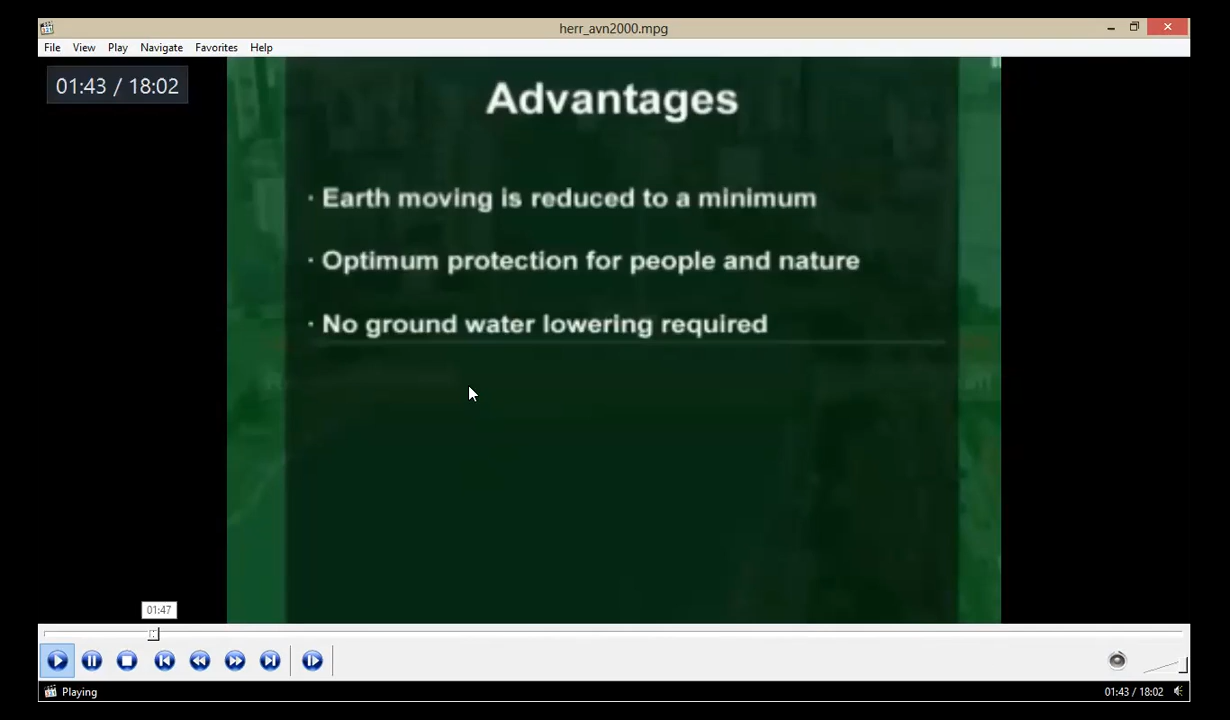 herr_avn2000.mpg
File View Play Navigate Favorites Help
01:43 / 18:02
Advantages
· Earth moving is reduced to a minimum
· Optimum protection for people and nature
· No ground water lowering required
01:47
Playing
01:43 / 18:02